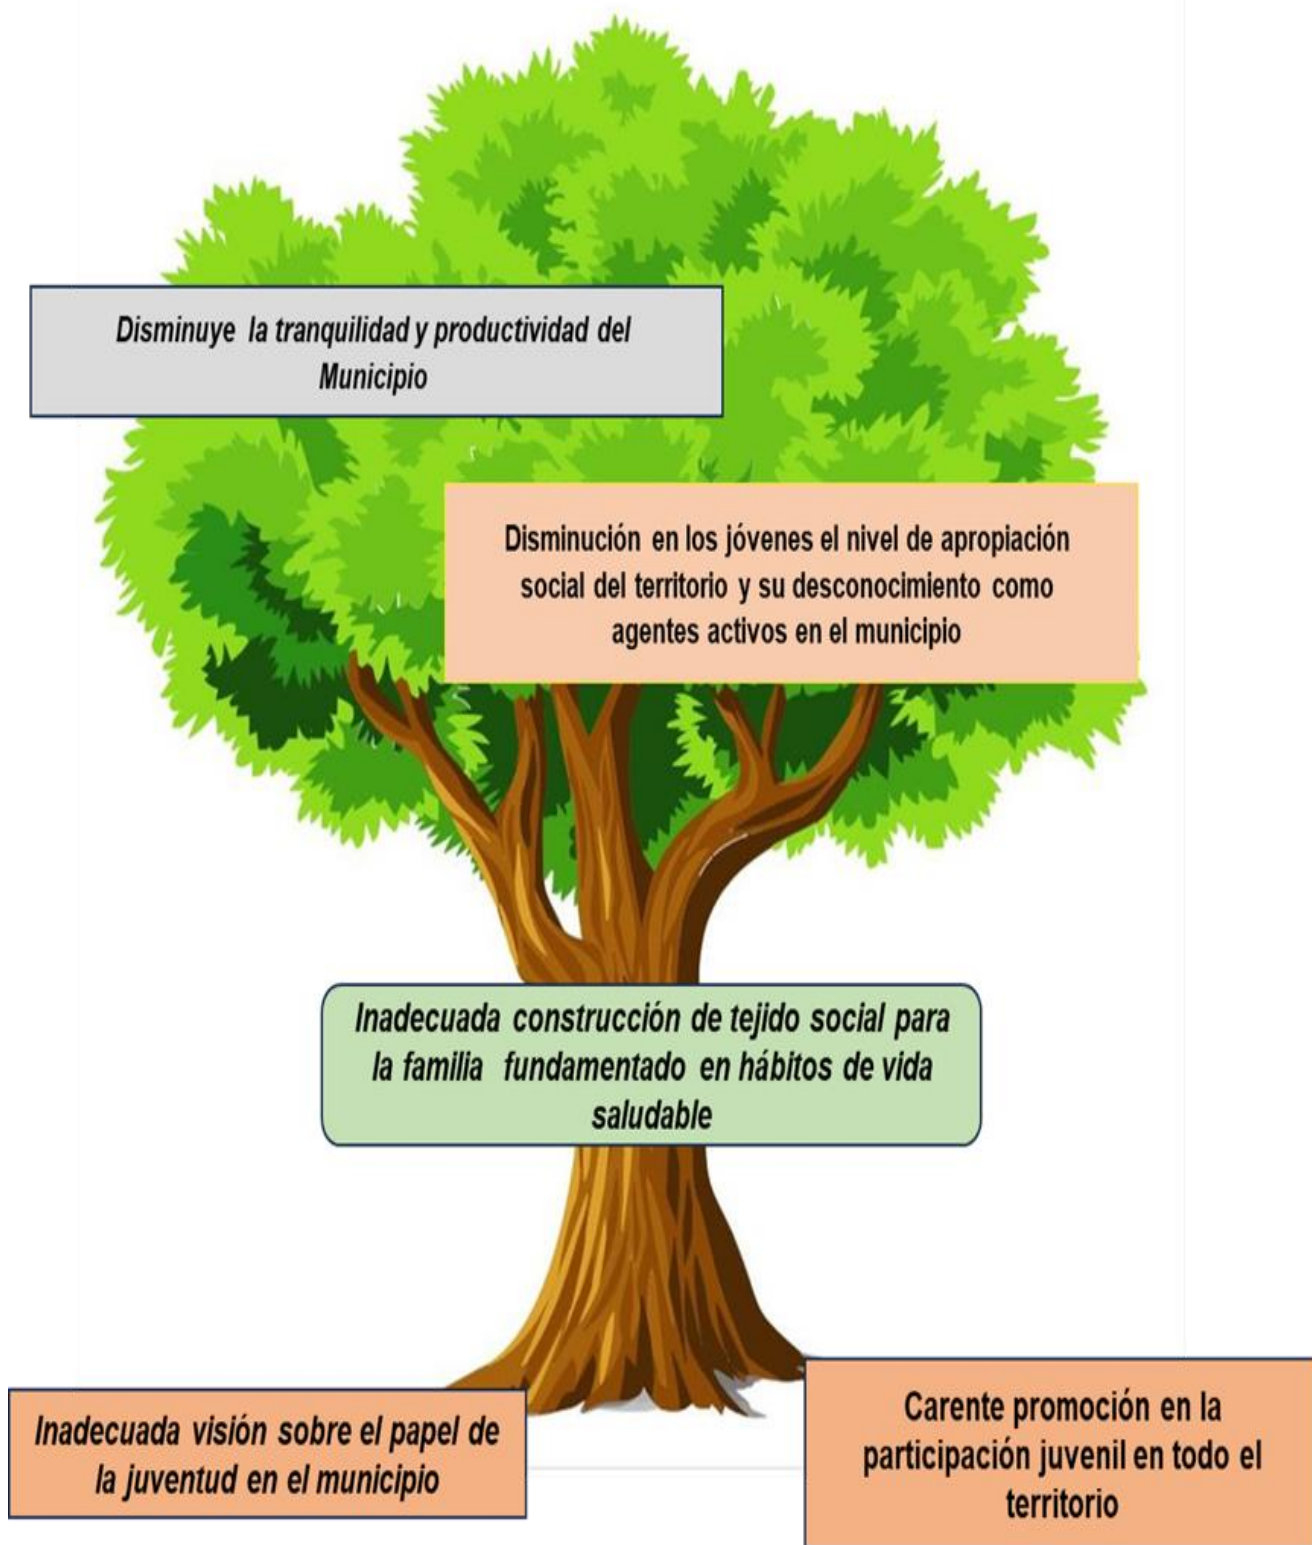 Disminuye la tranquilidad y productividad del
Municipio
Disminución en los jóvenes el nivel de apropiación
social del territorio y su desconocimiento como
agentes activos en el municipio
Inadecuada construcción de tejido social para
la familia fundamentado en hábitos de vida
saludable
Inadecuada visión sobre el papel de
la juventud en el municipio
Carente promoción en la
participación juvenil en todo el
territorio